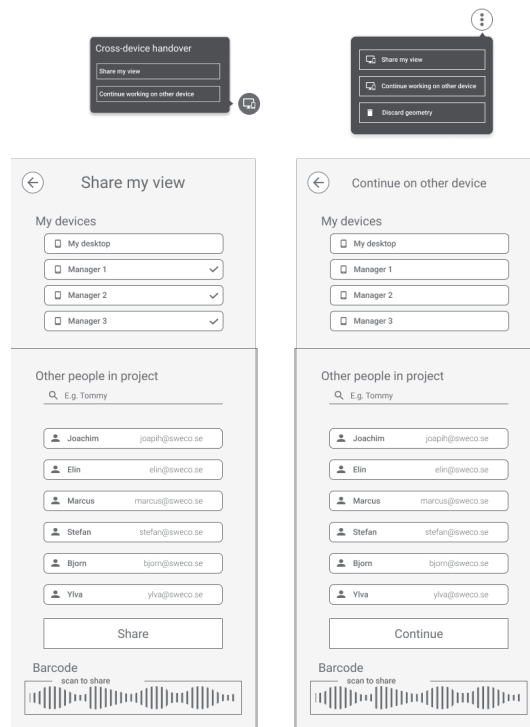 Cross-device handover
Share my view
Continue working on other device
Share my view
Continue working on other device
Discard geometry
Share my view
My devices
My desktop
Manager 1
Manager 2
Manager 3
Other people in project
E.g. Tommy
Joachim joapih@sweco.se
Elin elin@sweco.se
Marcus marcus@sweco.se
Stefan stefan@sweco.se
Bjorn bjorn@sweco.se
Ylva ylva@sweco.se
Share
Barcode
scan to share
Continue on other device
My devices
My desktop
Manager 1
Manager 2
Manager 3
Other people in project
E.g. Tommy
Joachim joapih@sweco.se
Elin elin@sweco.se
Marcus marcus@sweco.se
Stefan stefan@sweco.se
Bjorn bjorn@sweco.se
Ylva ylva@sweco.se
Continue
Barcode
scan to share